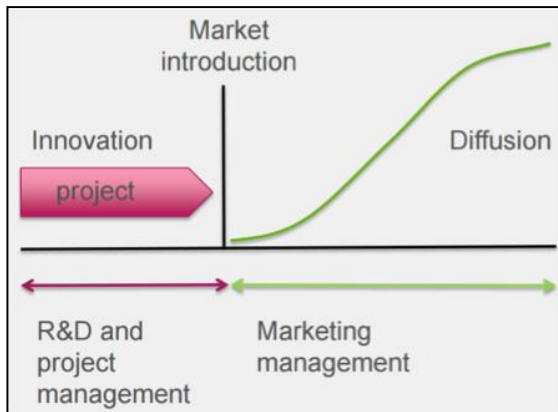 Market
introduction
Innovation
project
Diffusion
R&D and
project
management
Marketing
management